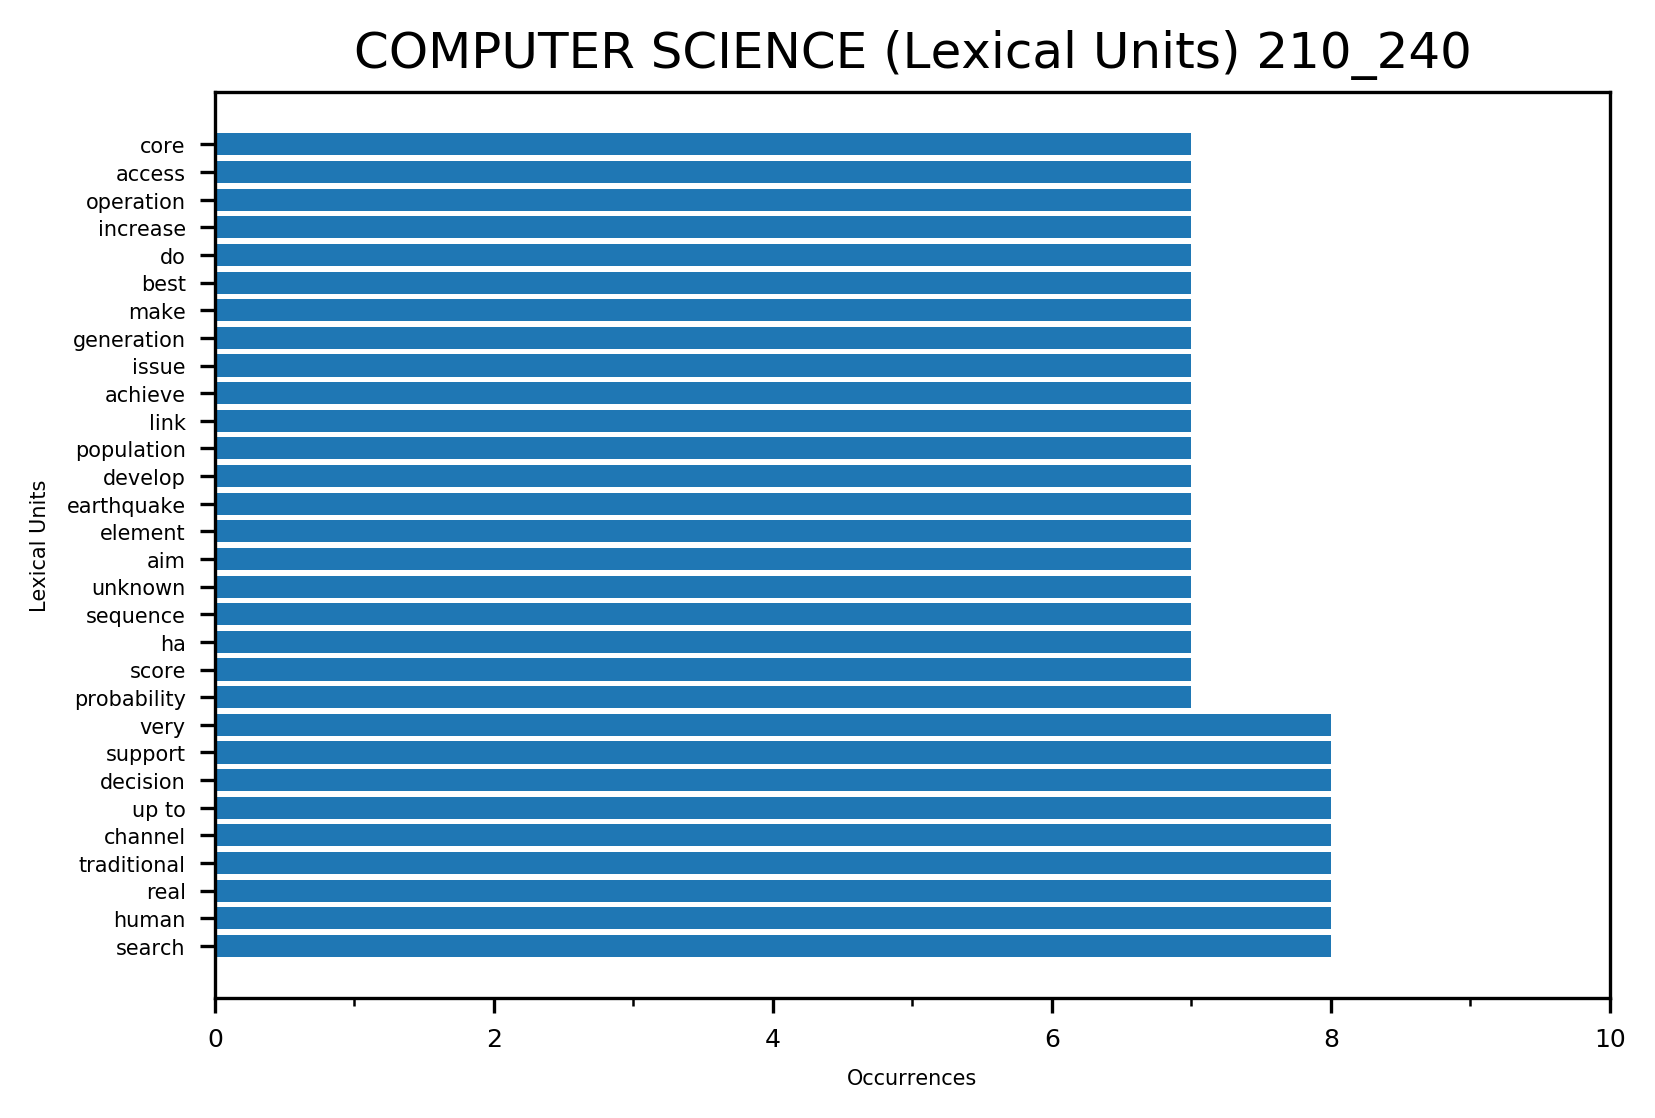 COMPUTER SCIENCE (Lexical Units) 210_240
Lexical Units
core
access
operation
increase
do
best
make
generation
issue
achieve
link
population
develop
earthquake
element
aim
unknown
sequence
ha
score
probability
very
support
decision
up to
channel
traditional
real
human
search
0 2 4 6 8 10
Occurrences